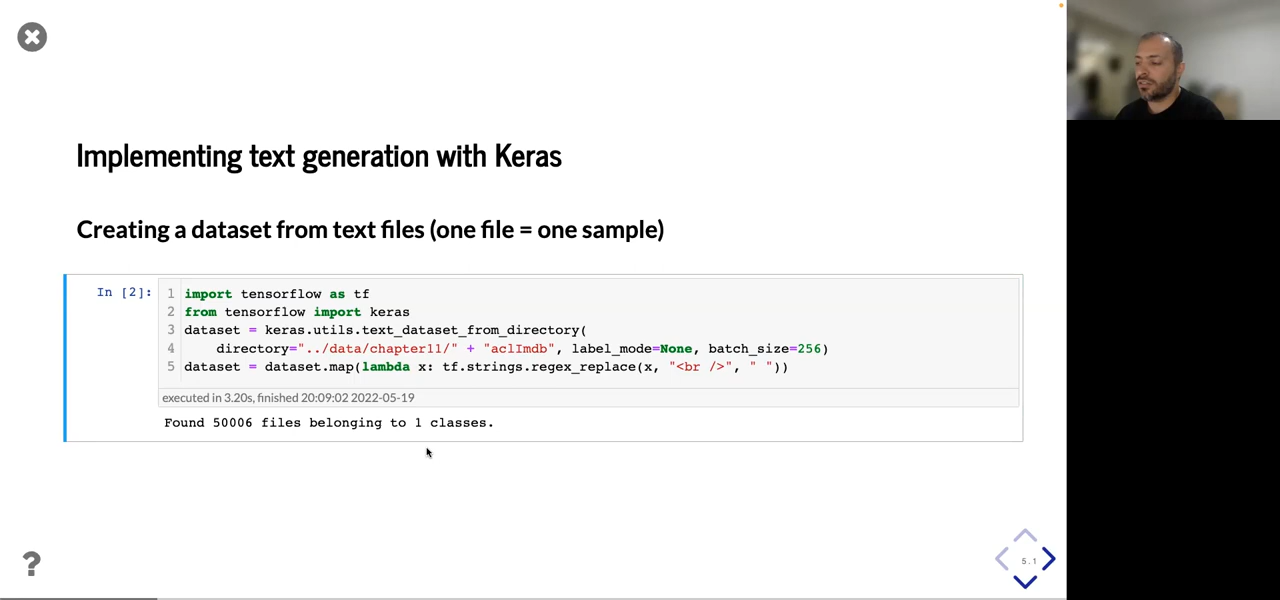 Implementing text generation with Keras
Creating a dataset from text files (one file = one sample)
In [2]:
1 import tensorflow as tf
2 from tensorflow import keras
3 dataset = keras.utils.text_dataset_from_directory(
4     directory="../data/chapter11/" + "aclImdb", label_mode=None, batch_size=256)
5 dataset = dataset.map(lambda x: tf.strings.regex_replace(x, "<br />", " "))
executed in 3.20s, finished 20:09:02 2022-05-19
Found 50006 files belonging to 1 classes.
?
5.1